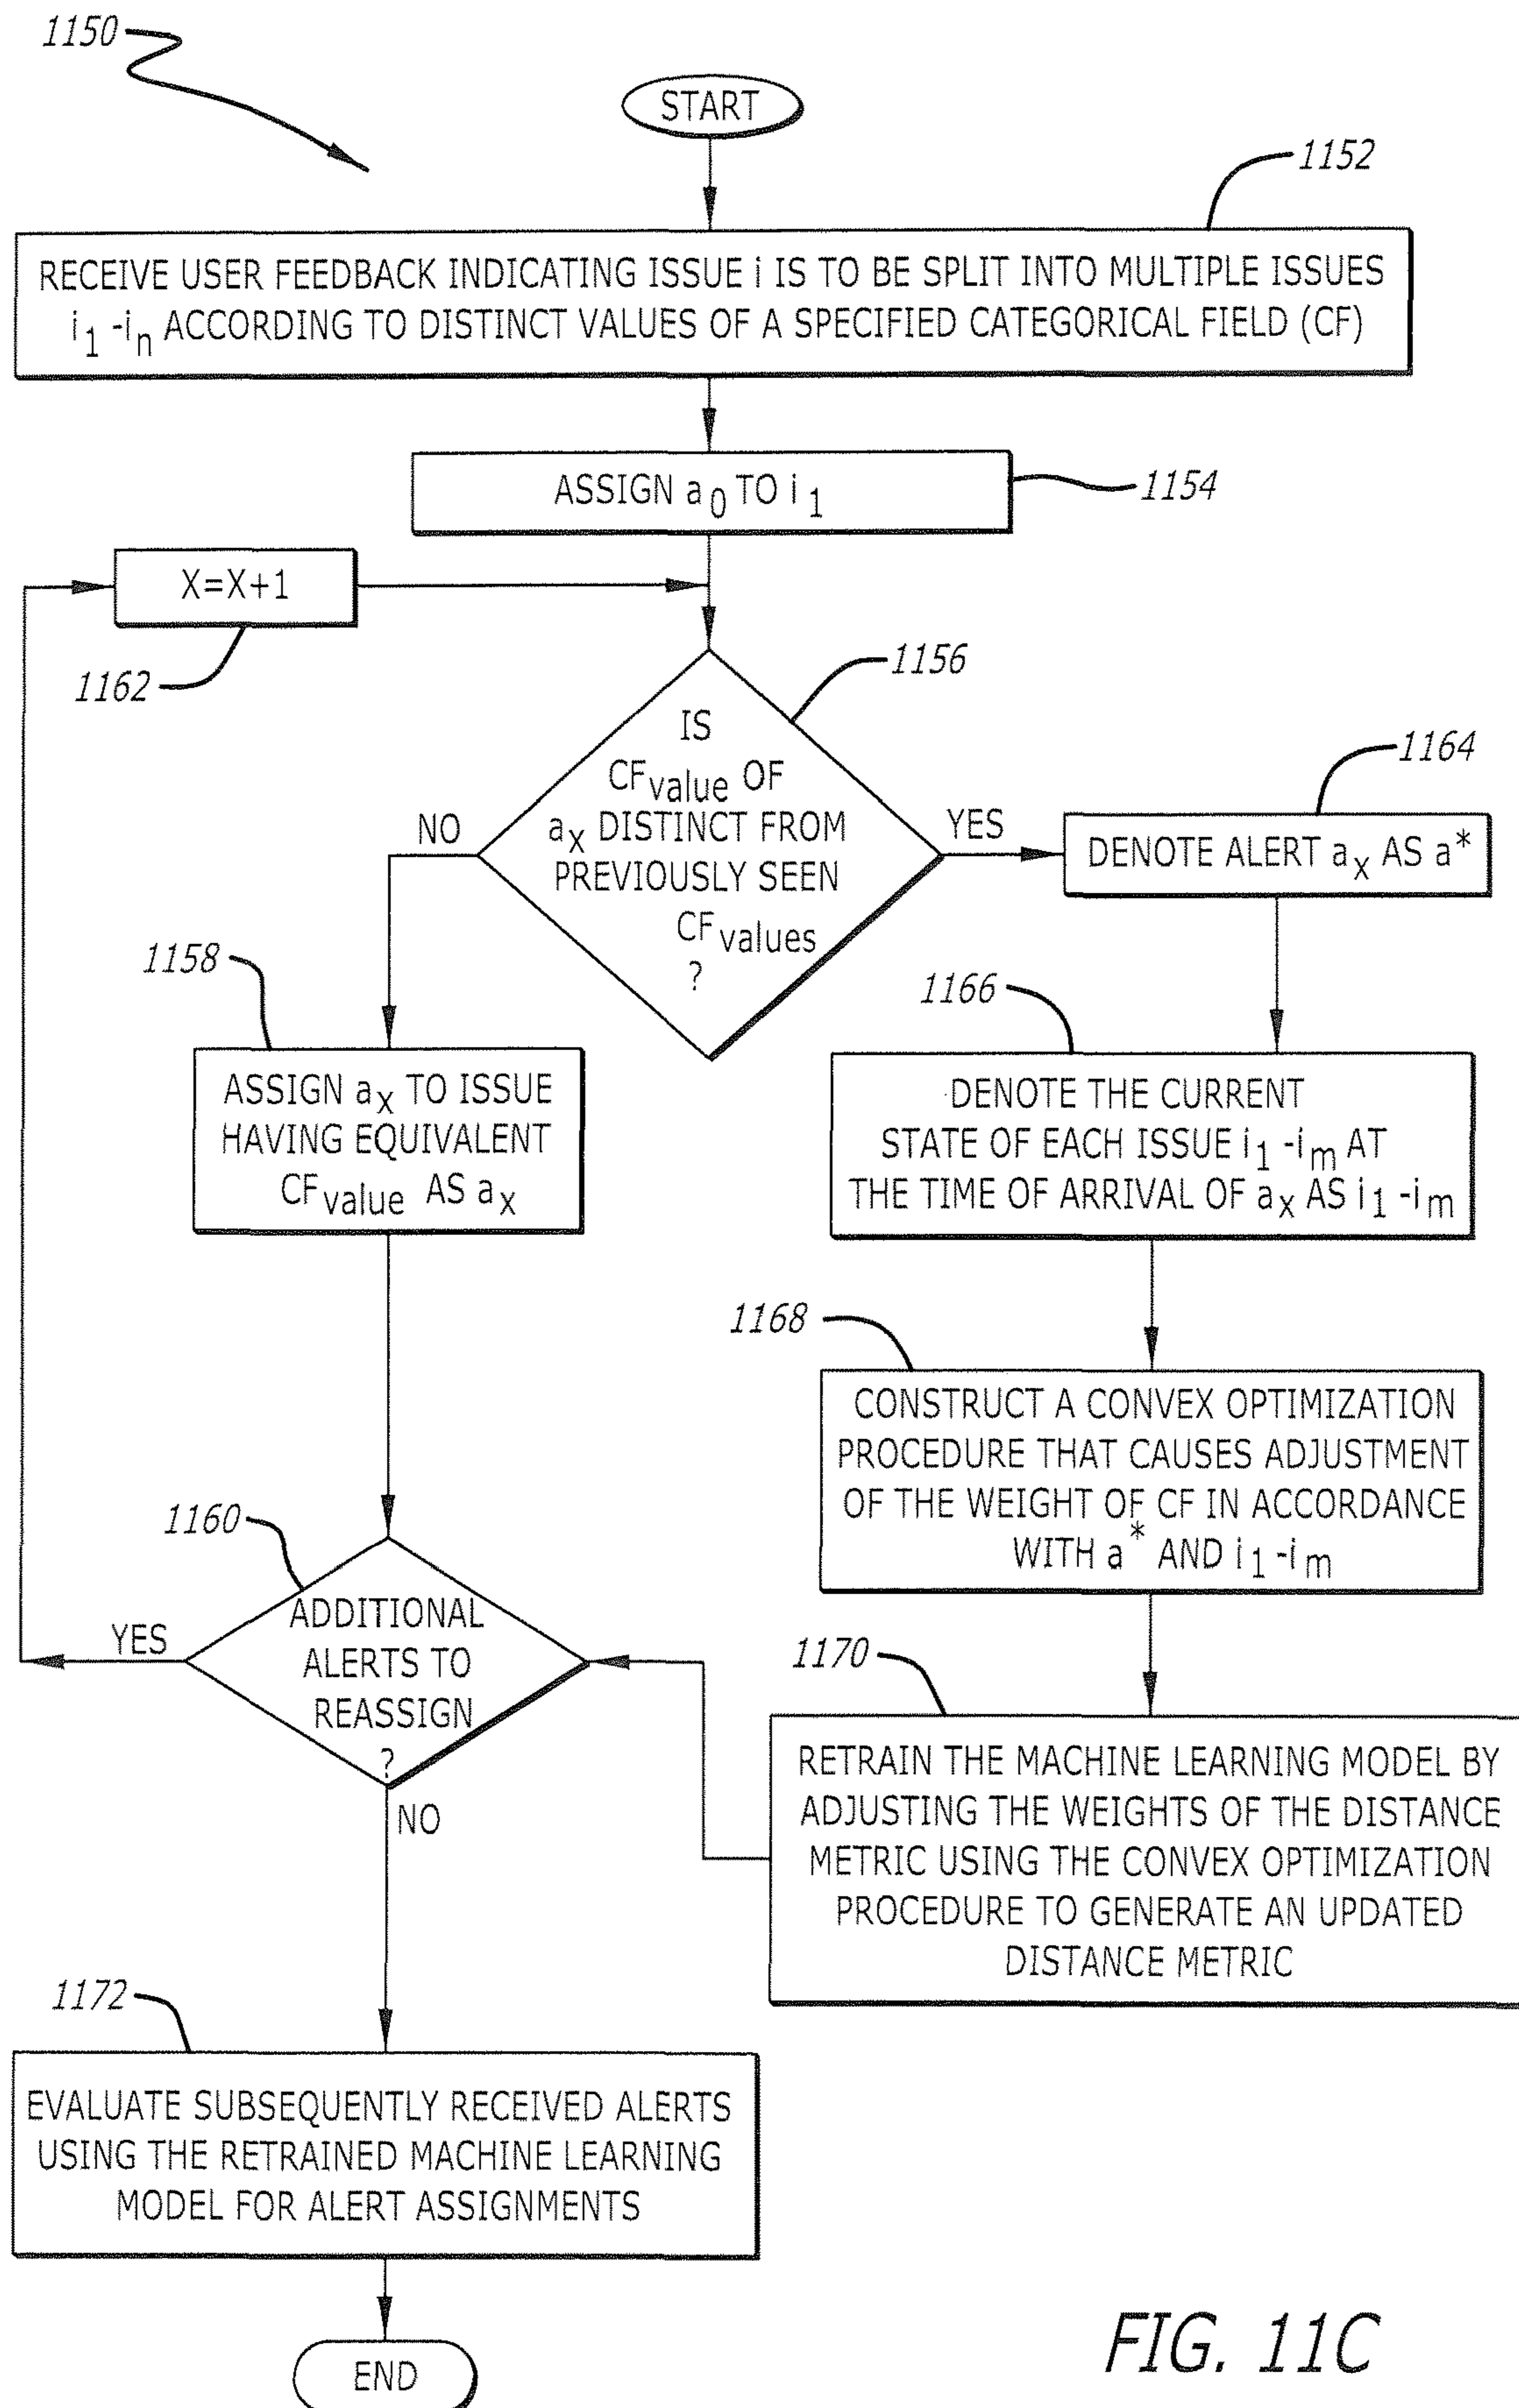 1150
START
1152
RECEIVE USER FEEDBACK INDICATING ISSUE i IS TO BE SPLIT INTO MULTIPLE ISSUES
i1 -in ACCORDING TO DISTINCT VALUES OF A SPECIFIED CATEGORICAL FIELD (CF)
ASSIGN a0 TO i1
1154
X=X+1
1162
1156
IS
CFvalue OF
ax DISTINCT FROM
PREVIOUSLY SEEN
CFvalues
?
NO
YES
1164
DENOTE ALERT ax AS a*
1158
ASSIGN ax TO ISSUE
HAVING EQUIVALENT
CFvalue AS ax
1166
DENOTE THE CURRENT
STATE OF EACH ISSUE i1 -im AT
THE TIME OF ARRIVAL OF ax AS i1 -im
1168
CONSTRUCT A CONVEX OPTIMIZATION
PROCEDURE THAT CAUSES ADJUSTMENT
OF THE WEIGHT OF CF IN ACCORDANCE
WITH a* AND i1 -im
1160
ADDITIONAL
ALERTS TO
REASSIGN
?
YES
NO
1170
RETRAIN THE MACHINE LEARNING MODEL BY
ADJUSTING THE WEIGHTS OF THE DISTANCE
METRIC USING THE CONVEX OPTIMIZATION
PROCEDURE TO GENERATE AN UPDATED
DISTANCE METRIC
1172
EVALUATE SUBSEQUENTLY RECEIVED ALERTS
USING THE RETRAINED MACHINE LEARNING
MODEL FOR ALERT ASSIGNMENTS
END
FIG. 11C